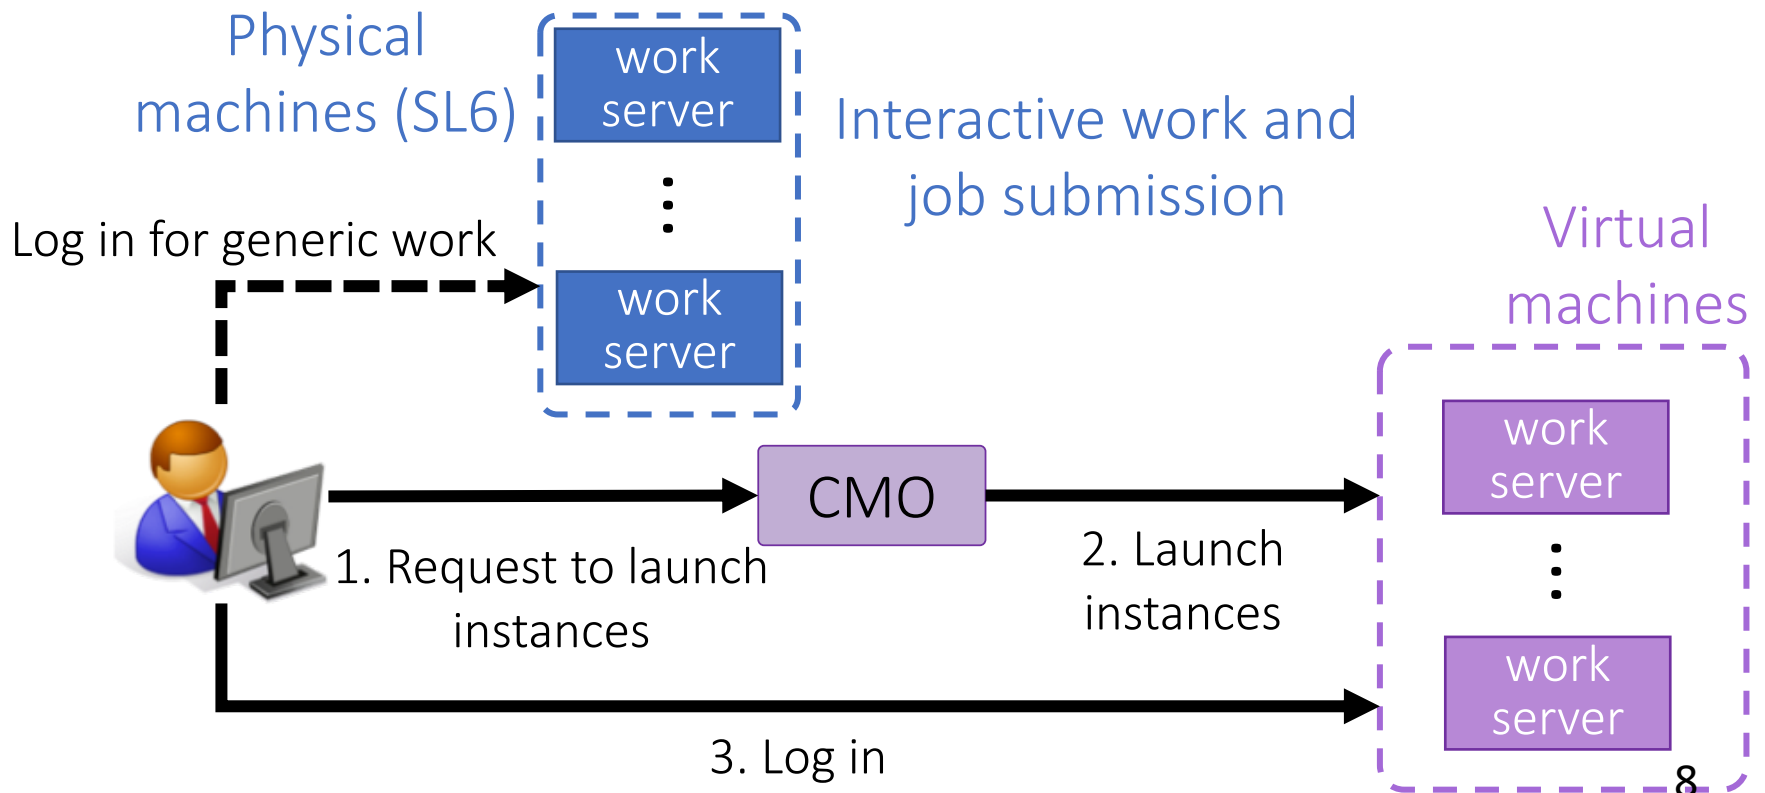 Physical
machines (SL6)
work
server
Interactive work and
job submission
Log in for generic work
work
server
Virtual
machines
work
server
CMO
1. Request to launch
instances
2. Launch
instances
work
server
3. Log in
8